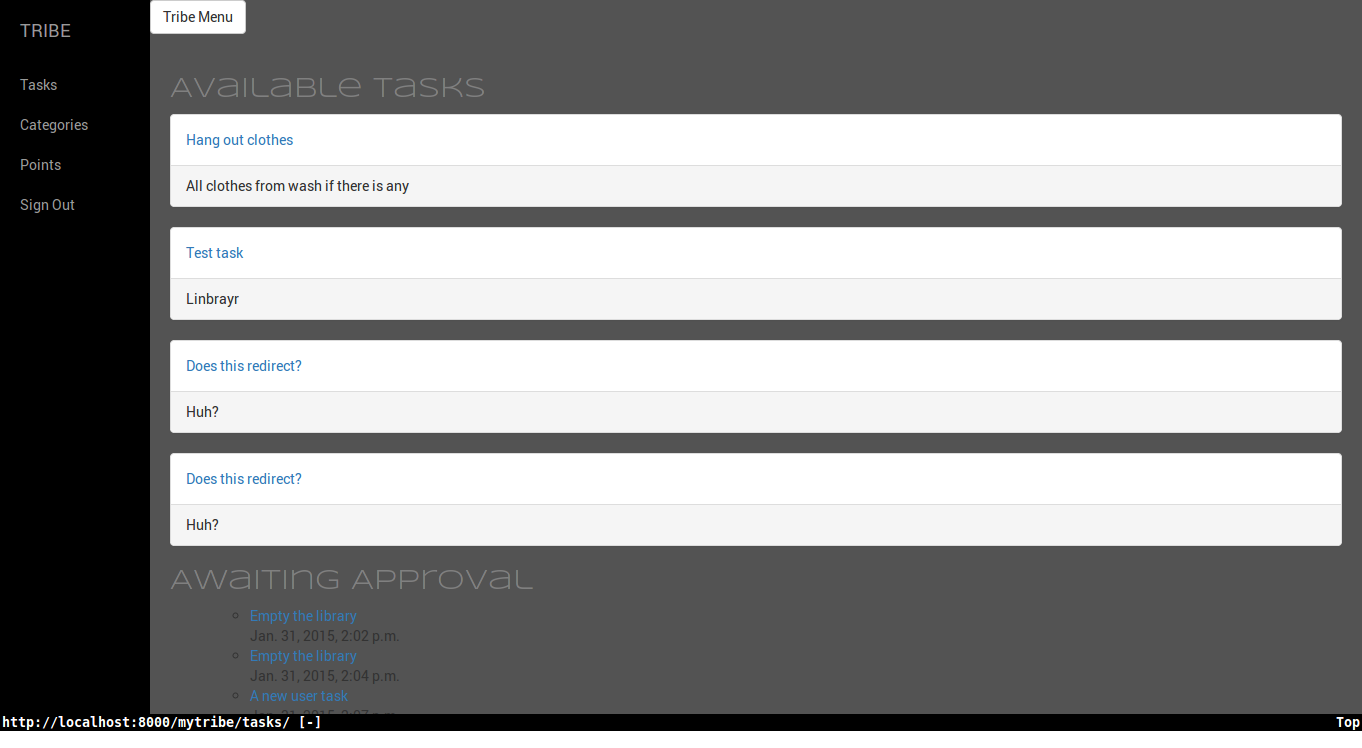 TRIBE
Tribe Menu
Tasks
Categories
Points
Sign Out
Available Tasks
Hang out clothes
All clothes from wash if there is any
Test task
Linbrayr
Does this redirect?
Huh?
Does this redirect?
Huh?
Awaiting Approval
Empty the library
Jan. 31, 2015, 2:02 p.m.
Empty the library
Jan. 31, 2015, 2:04 p.m.
A new user task
http://localhost:8000/mytribe/tasks/ [-]
Top